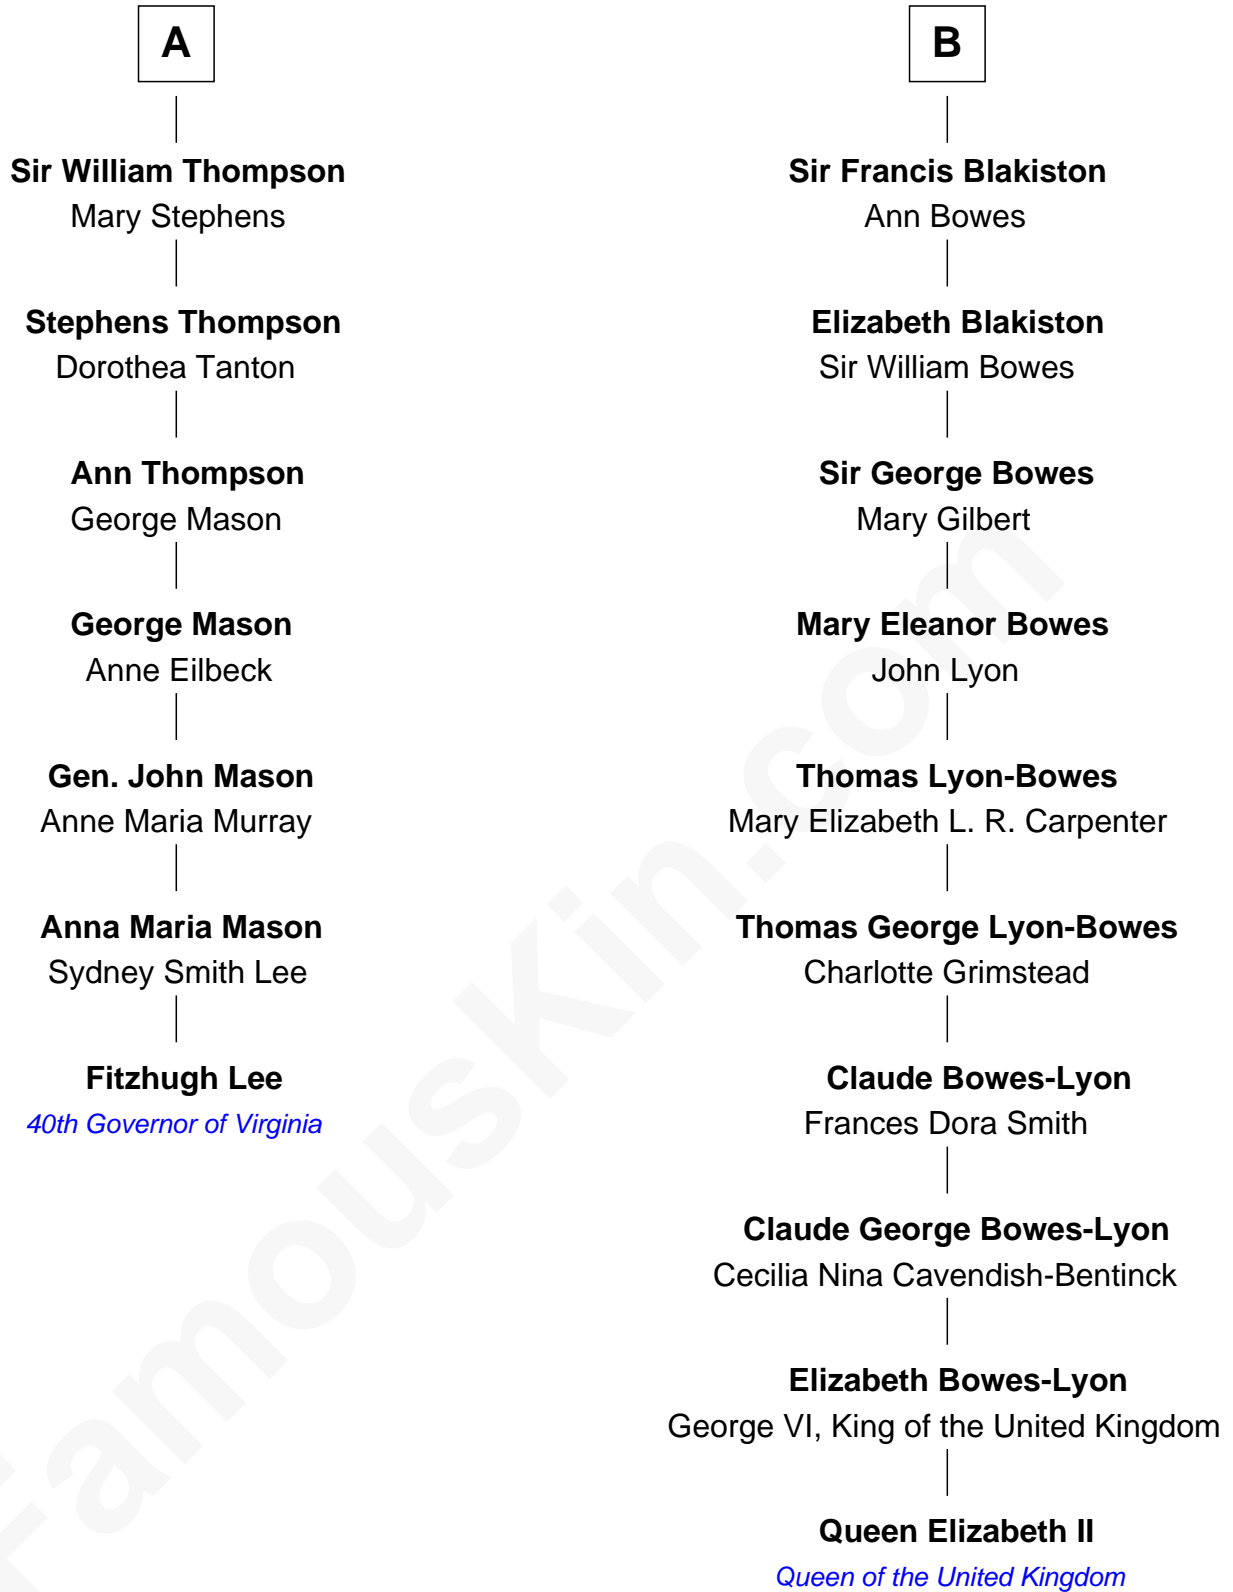 A
Sir William Thompson
Mary Stephens
Stephens Thompson
Dorothea Tanton
Ann Thompson
George Mason
George Mason
Anne Eilbeck
Gen. John Mason
Anne Maria Murray
Anna Maria Mason
Sydney Smith Lee
Fitzhugh Lee
40th Governor of Virginia
B
Sir Francis Blakiston
Ann Bowes
Elizabeth Blakiston
Sir William Bowes
Sir George Bowes
Mary Gilbert
Mary Eleanor Bowes
John Lyon
Thomas Lyon-Bowes
Mary Elizabeth L. R. Carpenter
Thomas George Lyon-Bowes
Charlotte Grimstead
Claude Bowes-Lyon
Frances Dora Smith
Claude George Bowes-Lyon
Cecilia Nina Cavendish-Bentinck
Elizabeth Bowes-Lyon
George VI, King of the United Kingdom
Queen Elizabeth II
Queen of the United Kingdom
FamousKin.com